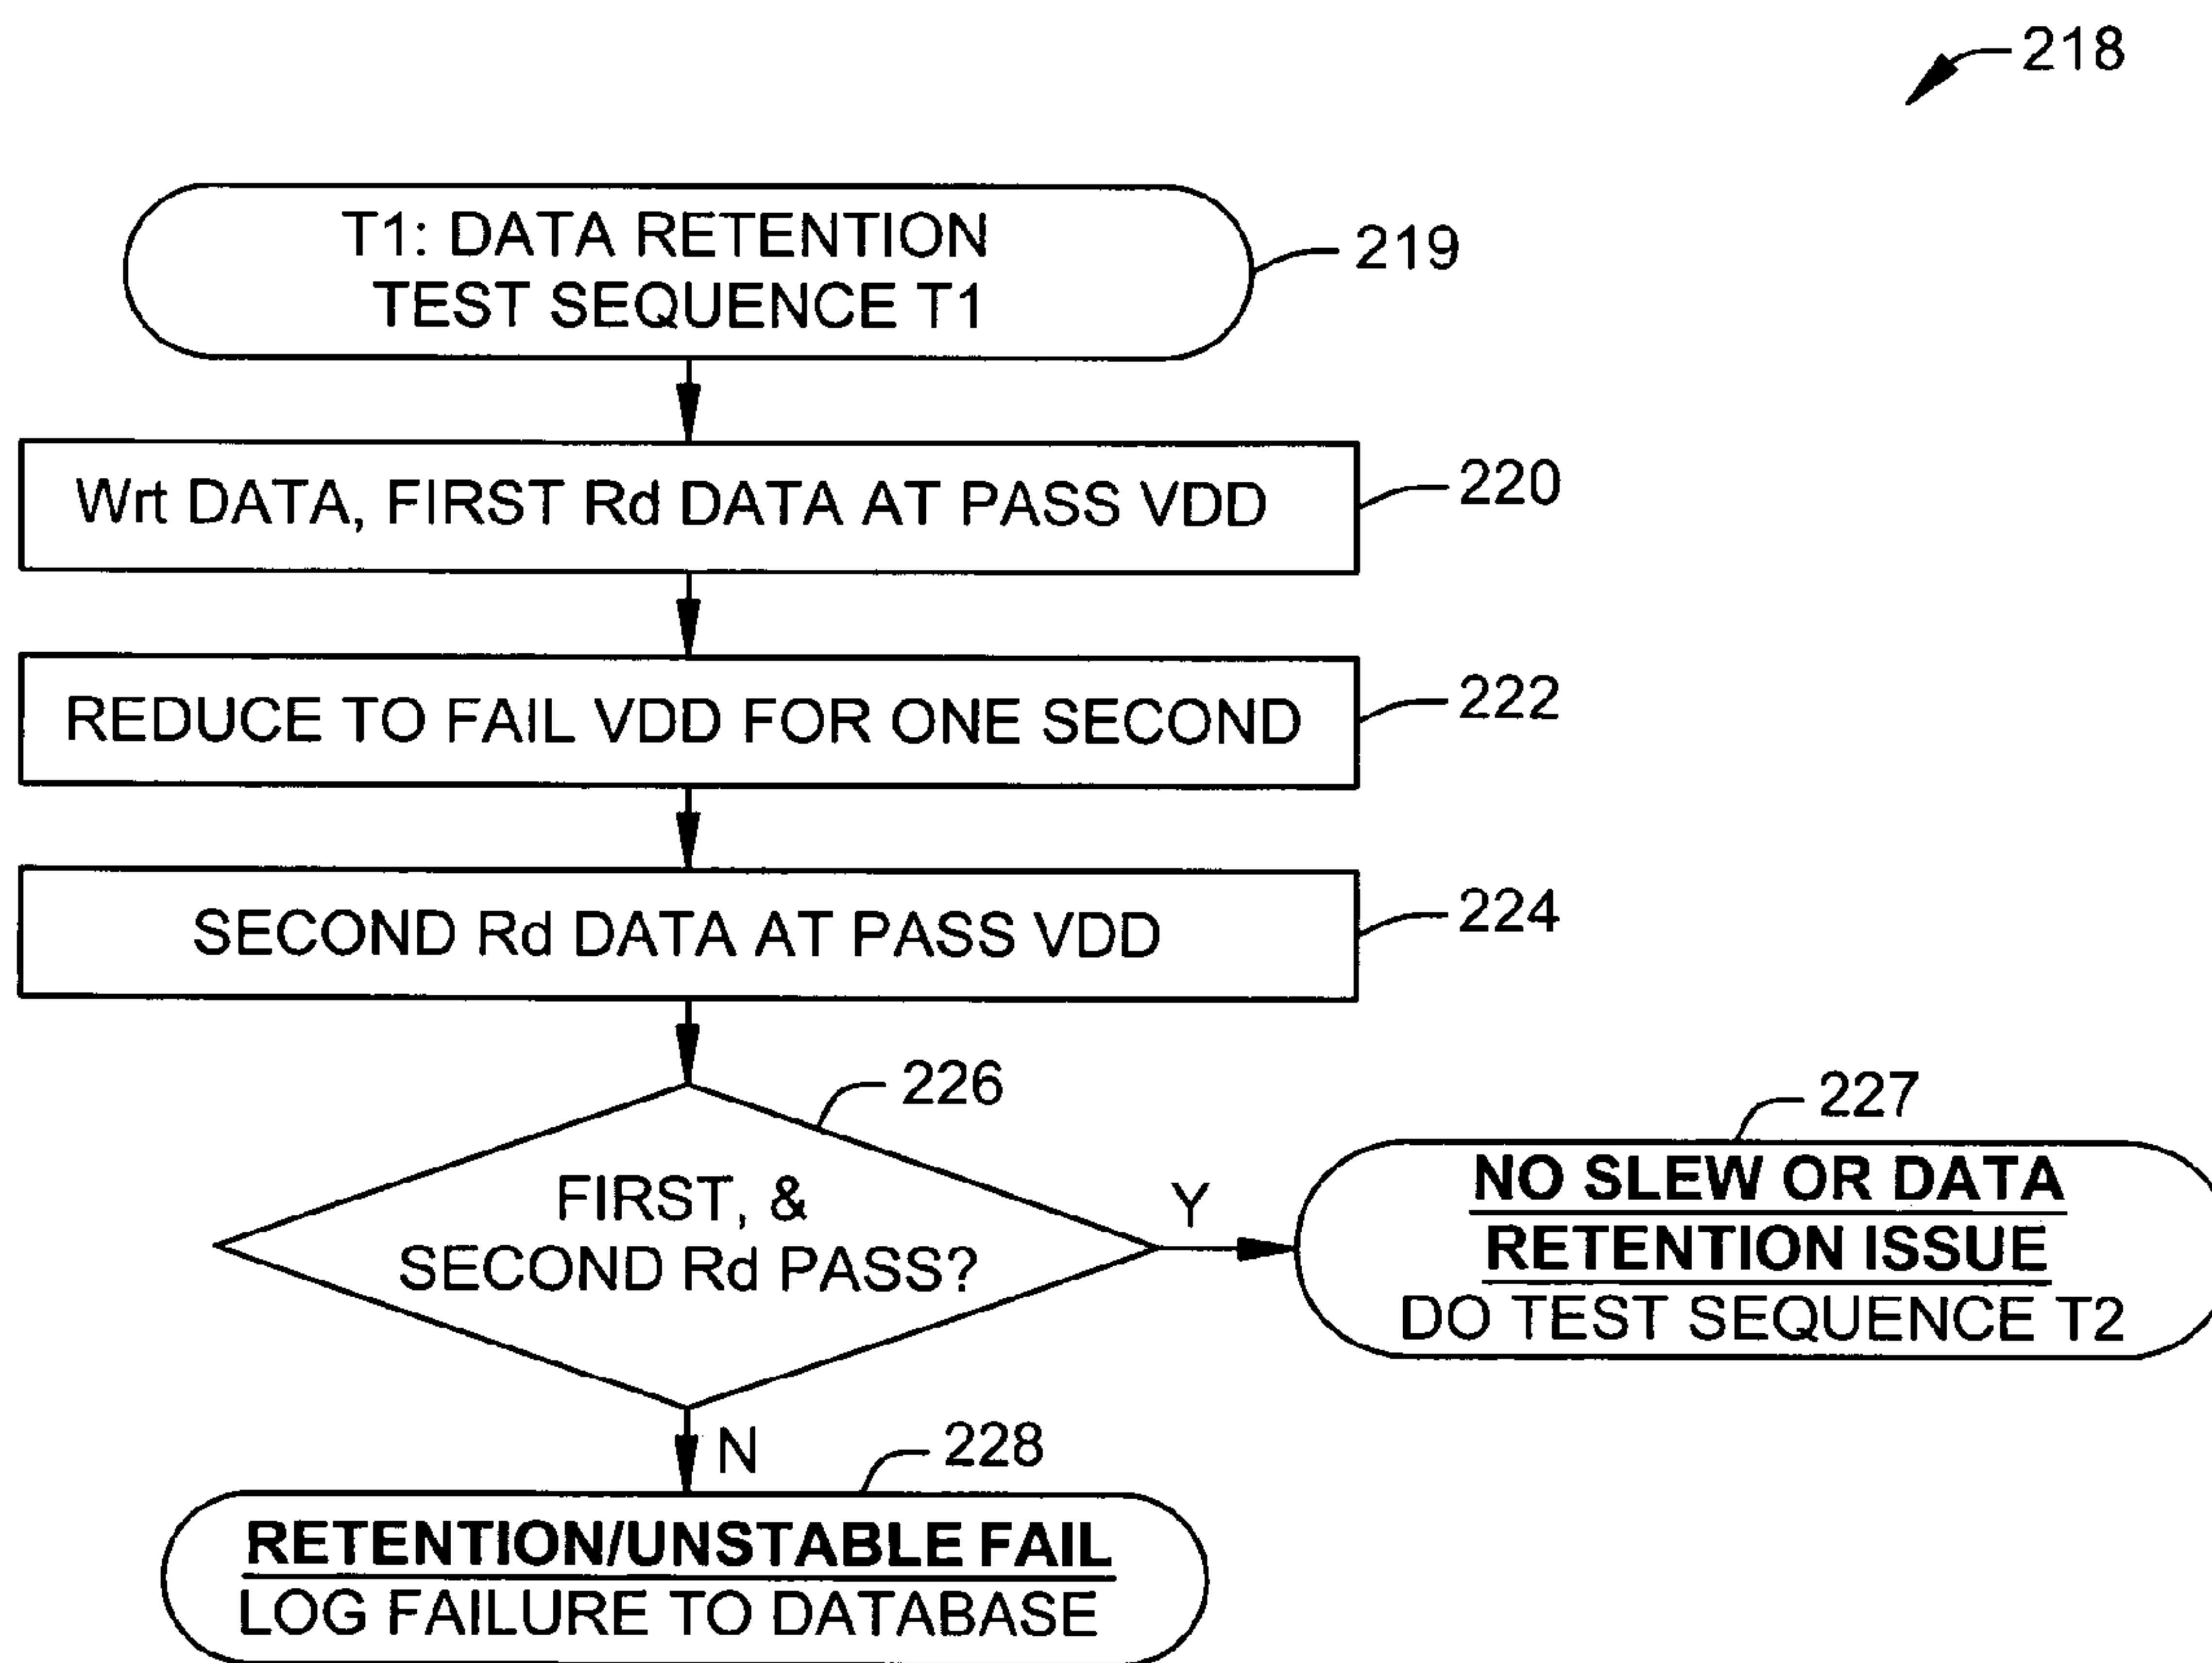 218
T1: DATA RETENTION
TEST SEQUENCE T1
219
Wrt DATA, FIRST Rd DATA AT PASS VDD
220
REDUCE TO FAIL VDD FOR ONE SECOND
222
SECOND Rd DATA AT PASS VDD
224
226
FIRST, &
SECOND Rd PASS?
Y
227
NO SLEW OR DATA
RETENTION ISSUE
DO TEST SEQUENCE T2
N
228
RETENTION/UNSTABLE FAIL
LOG FAILURE TO DATABASE